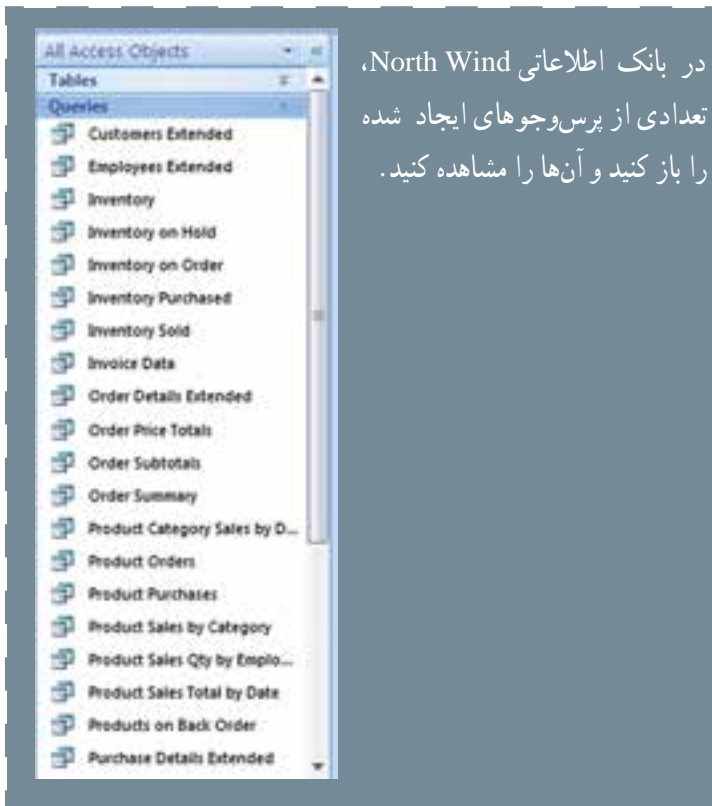 در بانک اطلاعاتی North Wind،
تعدادی از پرس‌وجوهای ایجاد شده
را باز کنید و آن‌ها را مشاهده کنید.
All Access Objects
Tables
Queries
Customers Extended
Employees Extended
Inventory
Inventory on Hold
Inventory on Order
Inventory Purchased
Inventory Sold
Invoice Data
Order Details Extended
Order Price Totals
Order Subtotals
Order Summary
Product Category Sales by D...
Product Orders
Product Purchases
Product Sales by Category
Product Sales Qty by Emplo...
Product Sales Total by Date
Products on Back Order
Purchase Details Extended